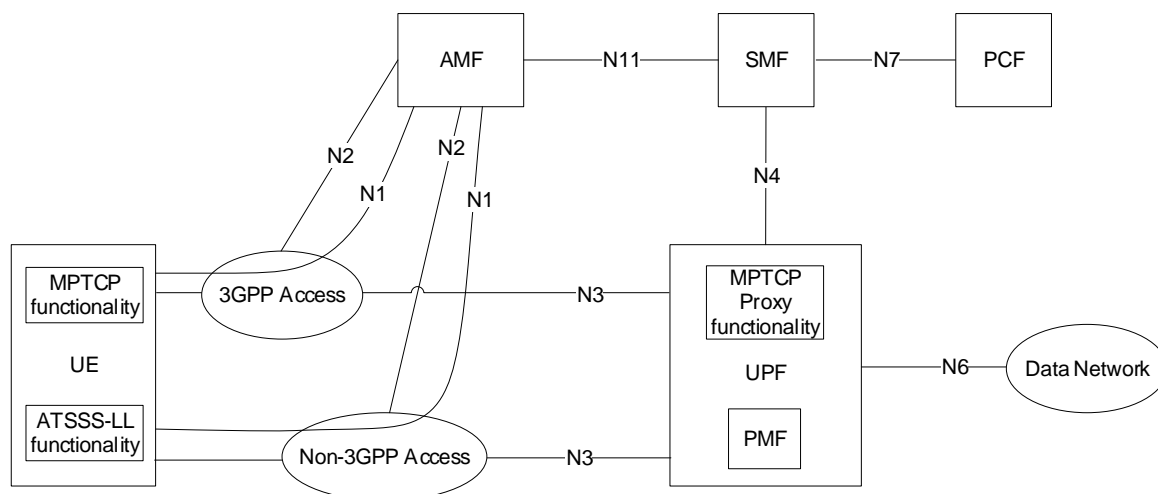 AMF
N11
SMF
N7
PCF
N2
N1
N2
N1
N4
MPTCP
functionality
UE
ATSSS-LL
functionality
3GPP Access
N3
Non-3GPP Access
N3
MPTCP
Proxy
functionality
UPF
PMF
N6
Data Network